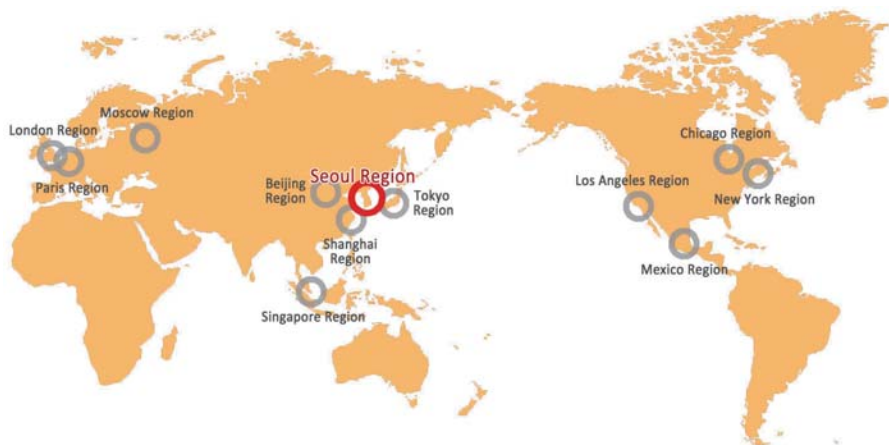 Moscow Region
London Region
Paris Region
Seoul Region
Beijing
Region
Tokyo
Region
Shanghai
Region
Singapore Region
Chicago Region
Los Angeles Region
New York Region
Mexico Region